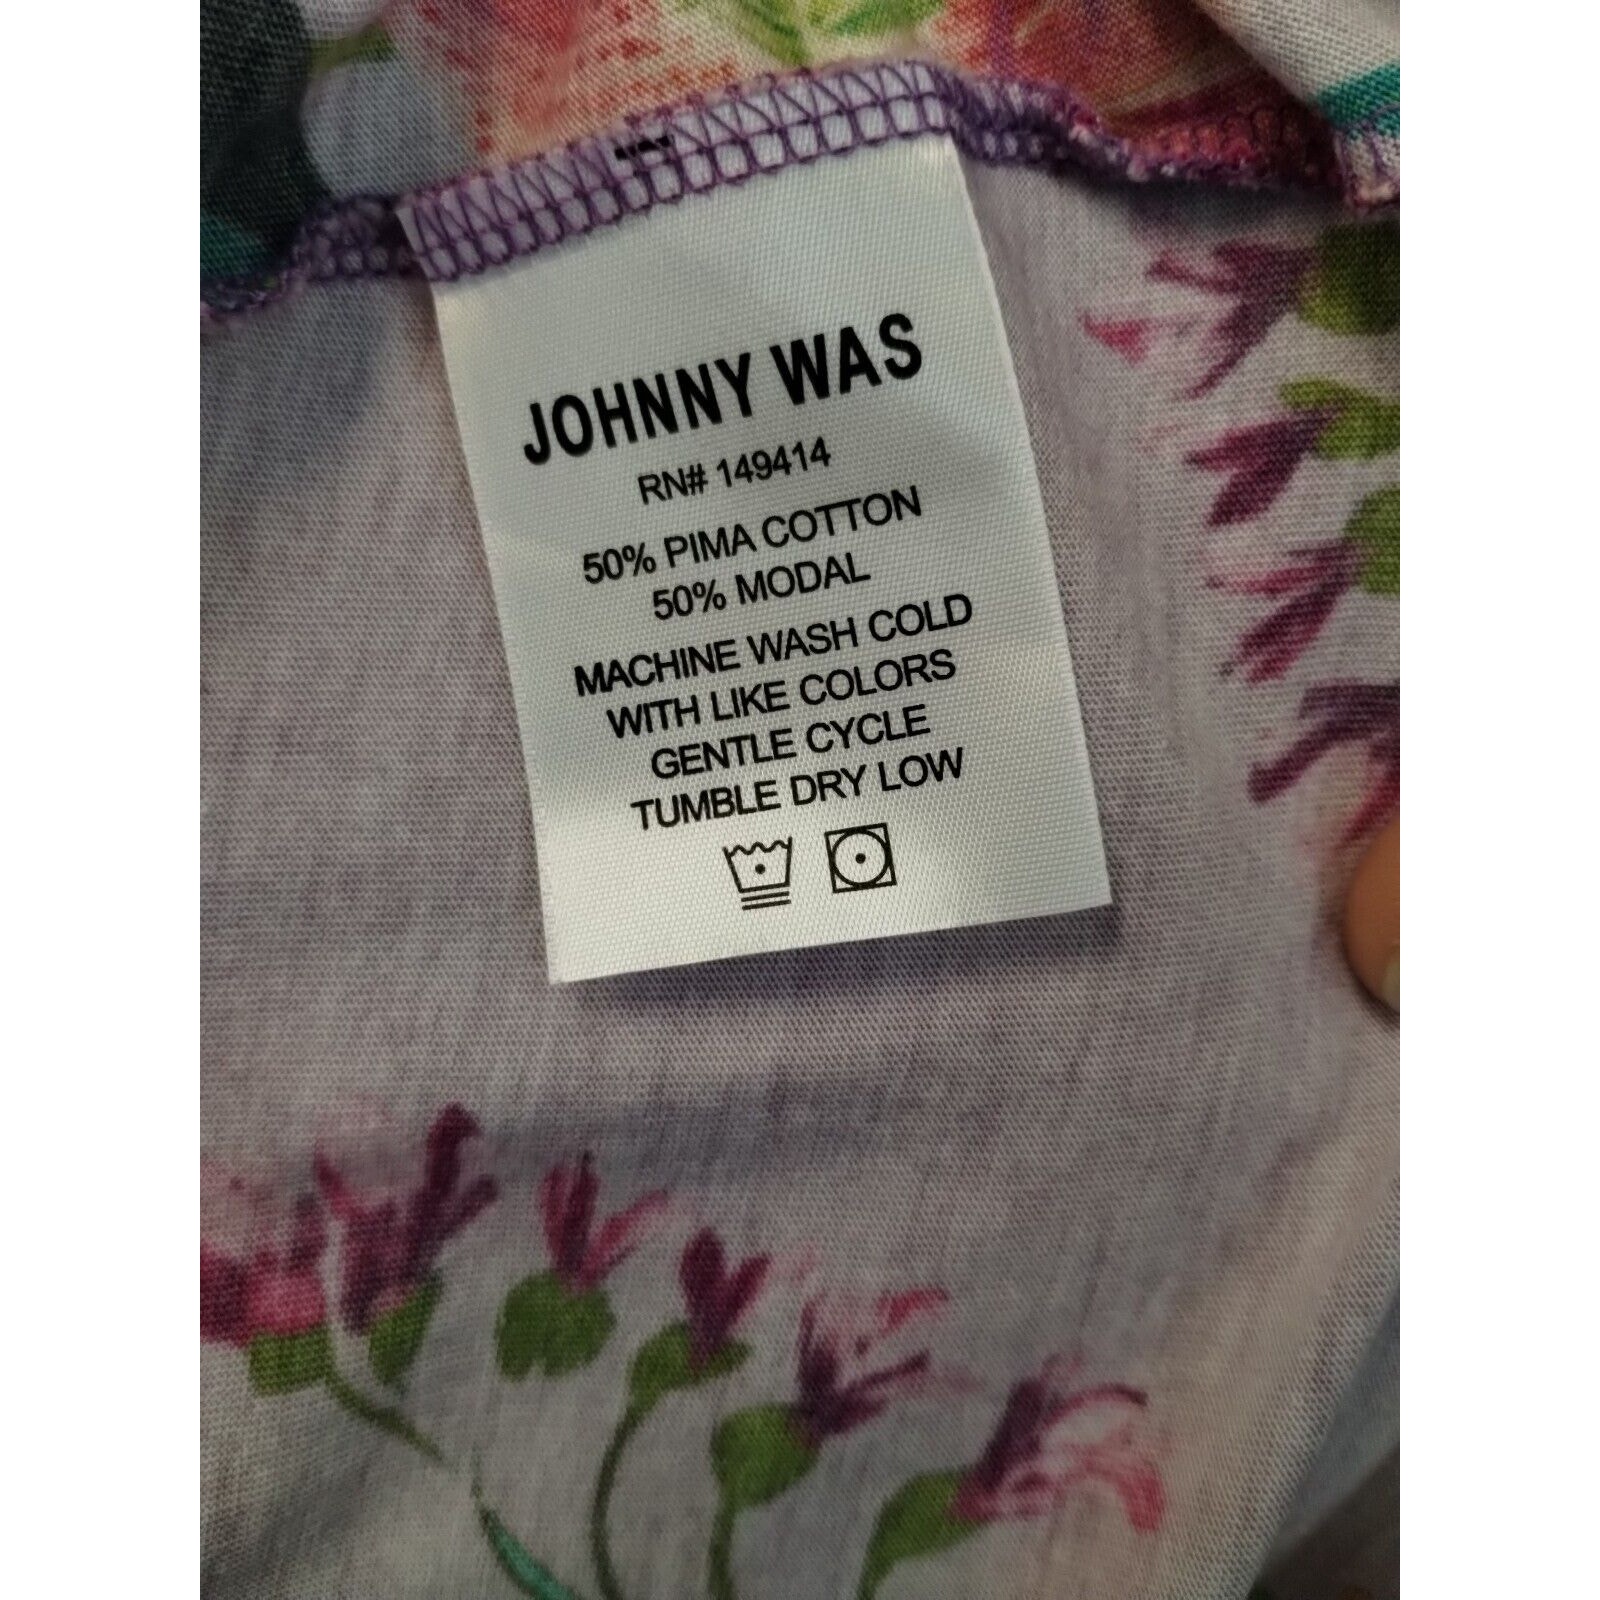 JOHNNY WAS
RN# 149414
50% PIMA COTTON
50% MODAL
MACHINE WASH COLD
WITH LIKE COLORS
GENTLE CYCLE
TUMBLE DRY LOW